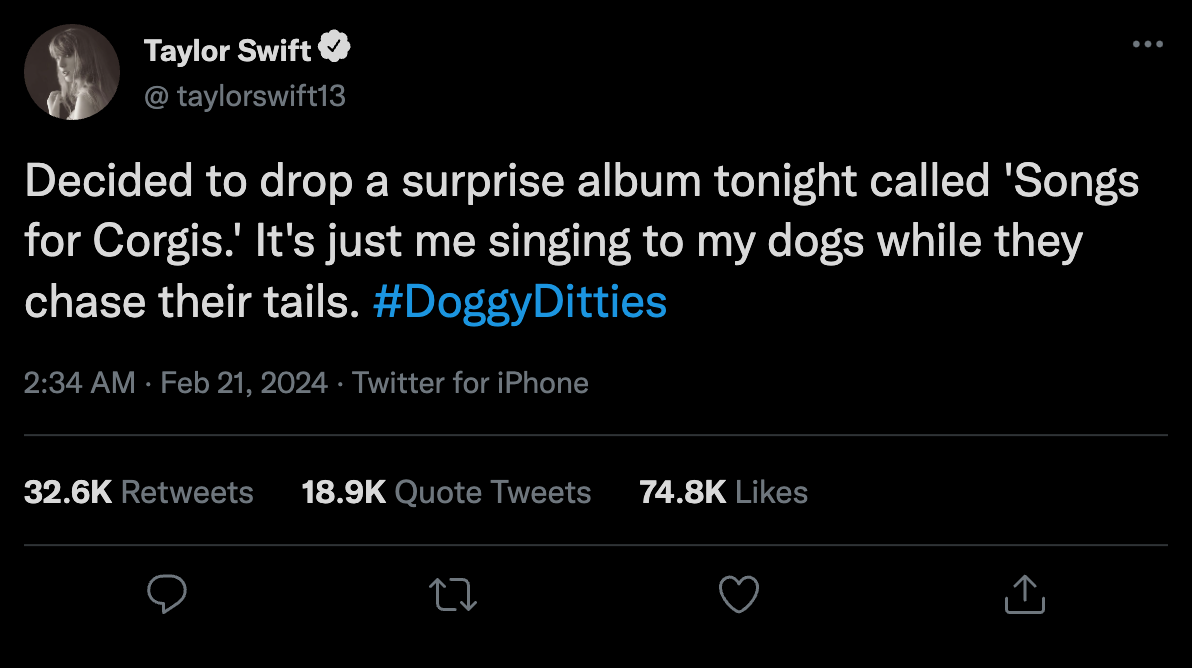 Taylor Swift
@ taylorswift13
Decided to drop a surprise album tonight called 'Songs
for Corgis.' It's just me singing to my dogs while they
chase their tails. #DoggyDitties
2:34 AM · Feb 21, 2024 · Twitter for iPhone
32.6K Retweets 18.9K Quote Tweets 74.8K Likes